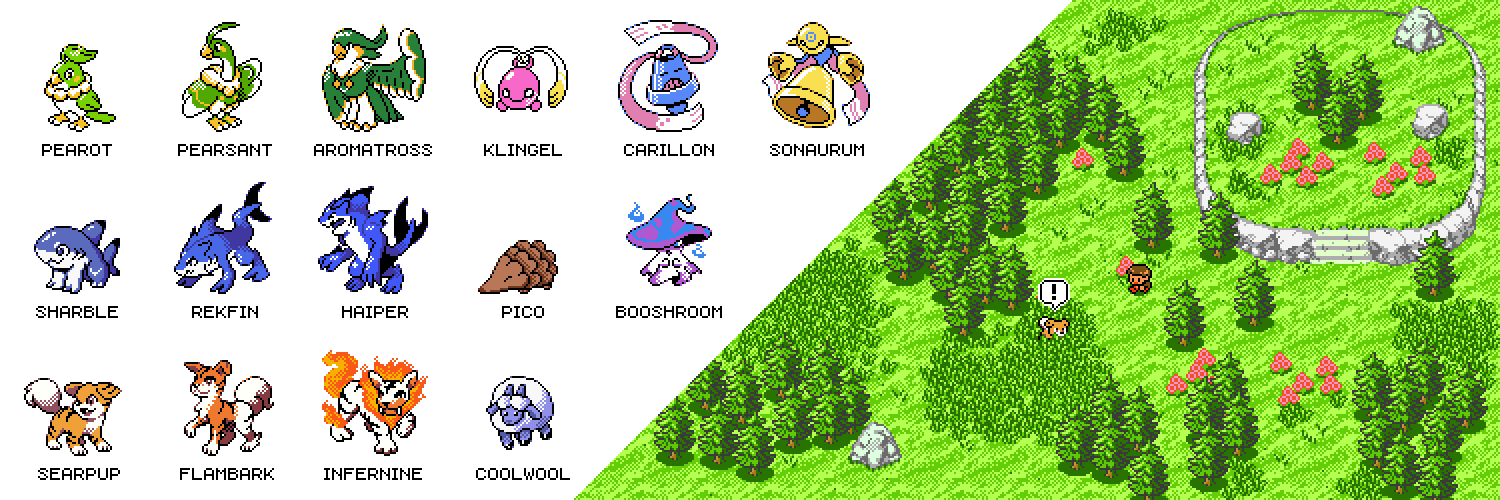 PEAROT PEARSANT AROMATROSS KLINGEL CARILLON SONAURUM
SHARBLE REKFIN HAIPER PICO BOOSHROOM
!
SEARPUP FLAMBARK INFERNINE COOLWOOL